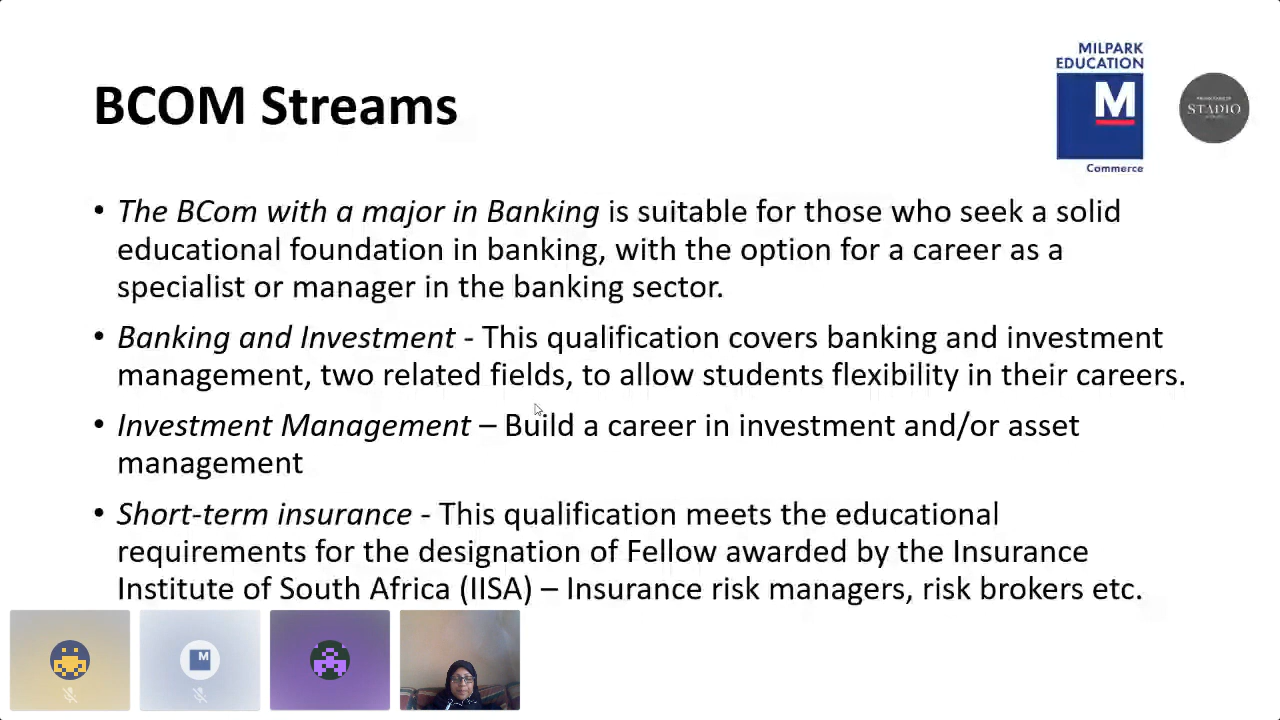 MILPARK
EDUCATION
M
Commerce
STADIO
BCOM Streams
• The BCom with a major in Banking is suitable for those who seek a solid
educational foundation in banking, with the option for a career as a
specialist or manager in the banking sector.
• Banking and Investment - This qualification covers banking and investment
management, two related fields, to allow students flexibility in their careers.
• Investment Management – Build a career in investment and/or asset
management
• Short-term insurance - This qualification meets the educational
requirements for the designation of Fellow awarded by the Insurance
Institute of South Africa (IISA) – Insurance risk managers, risk brokers etc.
M